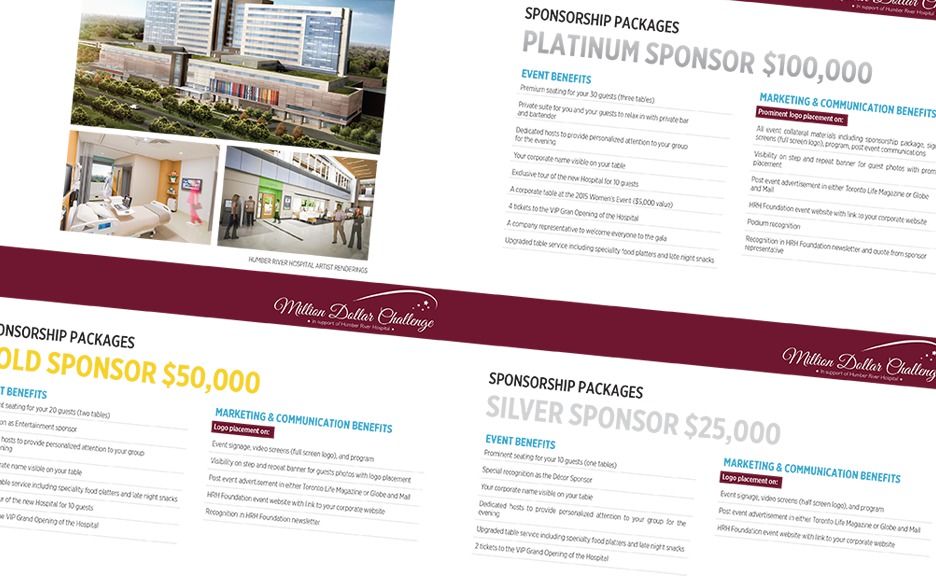 HUMBER RIVER HOSPITAL ARTIST RENDERINGS
In support of Humber River Hospital
SPONSORSHIP PACKAGES
PLATINUM SPONSOR $100,000
EVENT BENEFITS
Premium seating for your 30 guests (three tables)
Private suite for you and your guests to relax in with private bar
and bartender
Dedicated hosts to provide personalized attention to your group
for the evening
Your corporate name visible on your table
Exclusive tour of the new Hospital for 10 guests
A corporate table at the 2015 Women's Event ($5,000 value)
4 tickets to the VIP Gran Opening of the Hospital
A company representative to welcome everyone to the gala
Upgraded table service including speciality food platters and late night snacks
MARKETING & COMMUNICATION BENEFITS
Prominent logo placement on:
All event collateral materials including sponsorship package,
screens (full screen logo), program, post event communications
Visibility on step and repeat banner for guest photos with
placement
Post event advertisement in either Toronto Life Magazine or Globe
and Mail
HRH Foundation event website with link to your corporate website
Podium recognition
Recognition in HRH Foundation newsletter and quote from sponsor
representative
Million Dollar Challenge
• In support of Humber River Hospital •
SPONSORSHIP PACKAGES
OLD SPONSOR $50,000
BENEFITS
seating for your 20 guests (two tables)
as Entertainment sponsor
hosts to provide personalized attention to your group
name visible on your table
service including speciality food platters and late night snacks
of the new Hospital for 10 guests
VIP Grand Opening of the Hospital
MARKETING & COMMUNICATION BENEFITS
Logo placement on:
Event signage, video screens (full screen logo), and program
Visibility on step and repeat banner for guests photos with logo placement
Post event advertisement in either Toronto Life Magazine or Globe and Mail
HRH Foundation event website with link to your corporate website
Recognition in HRH Foundation newsletter
Million Dollar Challenge
• In support of Humber River Hospital •
SPONSORSHIP PACKAGES
SILVER SPONSOR $25,000
EVENT BENEFITS
Prominent seating for your 10 guests (one tables)
Special recognition as the Decor Sponsor
Your corporate name visible on your table
Dedicated hosts to provide personalized attention to your group for the
evening
Upgraded table service including specialty food platters and late night snacks
2 tickets to the VIP Grand Opening of the Hospital
MARKETING & COMMUNICATION BENEFITS
Logo placement on:
Event signage, video screens (half screen logo), and program
Post event advertisement in either Toronto Life Magazine or Globe and Mail
HRH Foundation event website with link to your corporate website